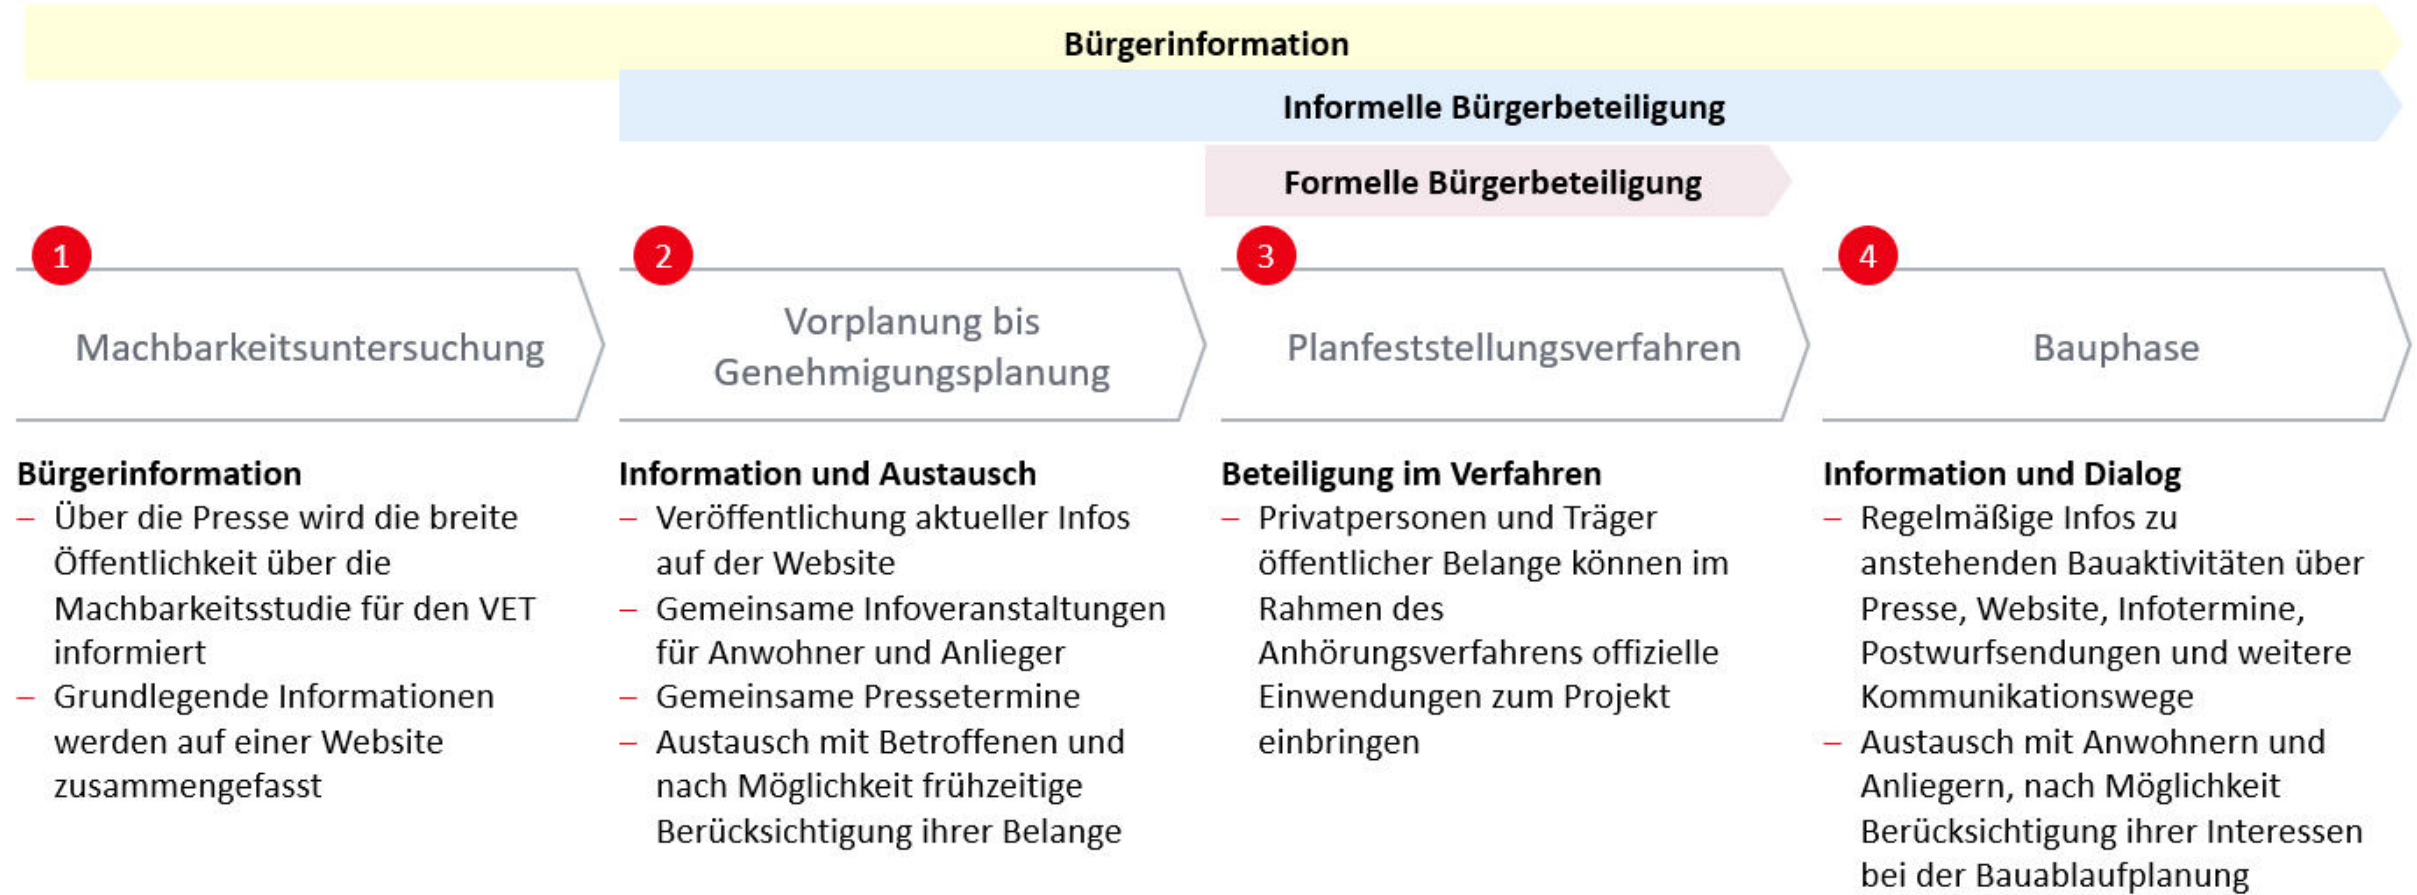 Bürgerinformation
Informelle Bürgerbeteiligung
Formelle Bürgerbeteiligung
1
Machbarkeitsuntersuchung
Bürgerinformation
– Über die Presse wird die breite
Öffentlichkeit über die
Machbarkeitsstudie für den VET
informiert
– Grundlegende Informationen
werden auf einer Website
zusammengefasst
2
Vorplanung bis
Genehmigungsplanung
Information und Austausch
– Veröffentlichung aktueller Infos
auf der Website
– Gemeinsame Infoveranstaltungen
für Anwohner und Anlieger
– Gemeinsame Pressetermine
– Austausch mit Betroffenen und
nach Möglichkeit frühzeitige
Berücksichtigung ihrer Belange
3
Planfeststellungsverfahren
Beteiligung im Verfahren
– Privatpersonen und Träger
öffentlicher Belange können im
Rahmen des
Anhörungsverfahrens offizielle
Einwendungen zum Projekt
einbringen
4
Bauphase
Information und Dialog
– Regelmäßige Infos zu
anstehenden Bauaktivitäten über
Presse, Website, Infotermine,
Postwurfsendungen und weitere
Kommunikationswege
– Austausch mit Anwohnern und
Anliegern, nach Möglichkeit
Berücksichtigung ihrer Interessen
bei der Bauablaufplanung